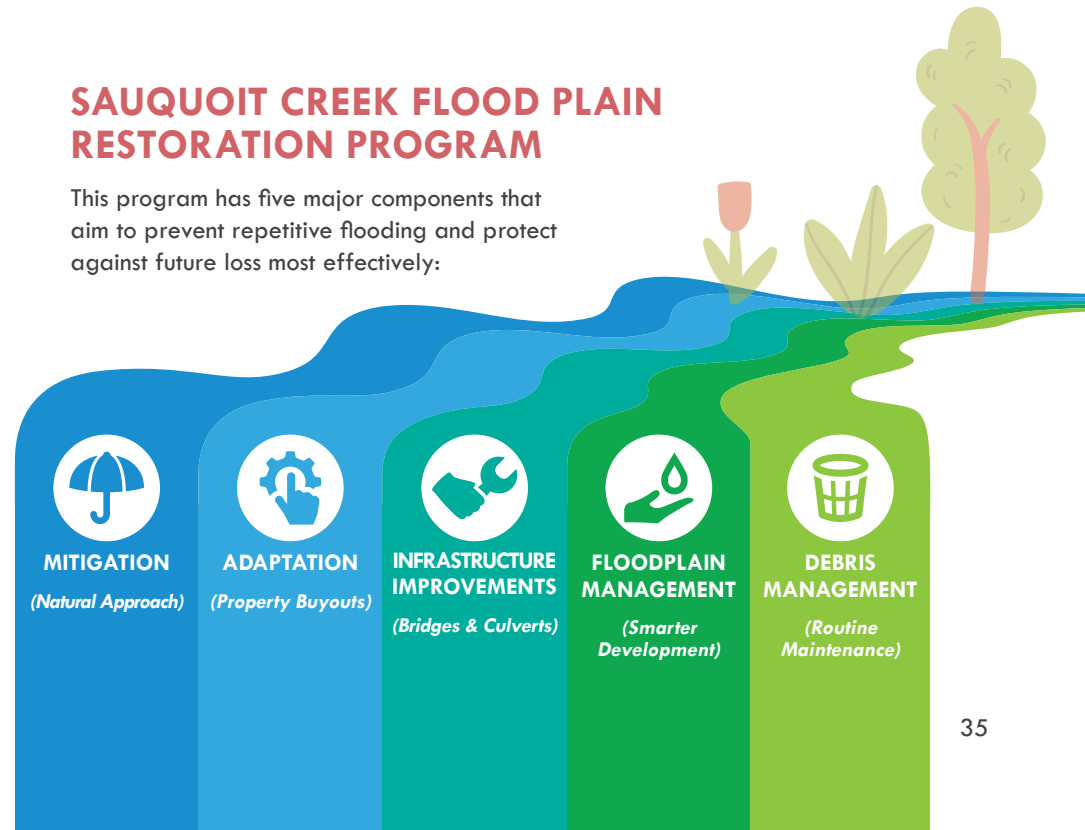 SAUQUOIT CREEK FLOOD PLAIN
RESTORATION PROGRAM
This program has five major components that
aim to prevent repetitive flooding and protect
against future loss most effectively:
MITIGATION
(Natural Approach)
ADAPTATION
(Property Buyouts)
INFRASTRUCTURE
IMPROVEMENTS
(Bridges & Culverts)
FLOODPLAIN
MANAGEMENT
(Smarter
Development)
DEBRIS
MANAGEMENT
(Routine
Maintenance)
35